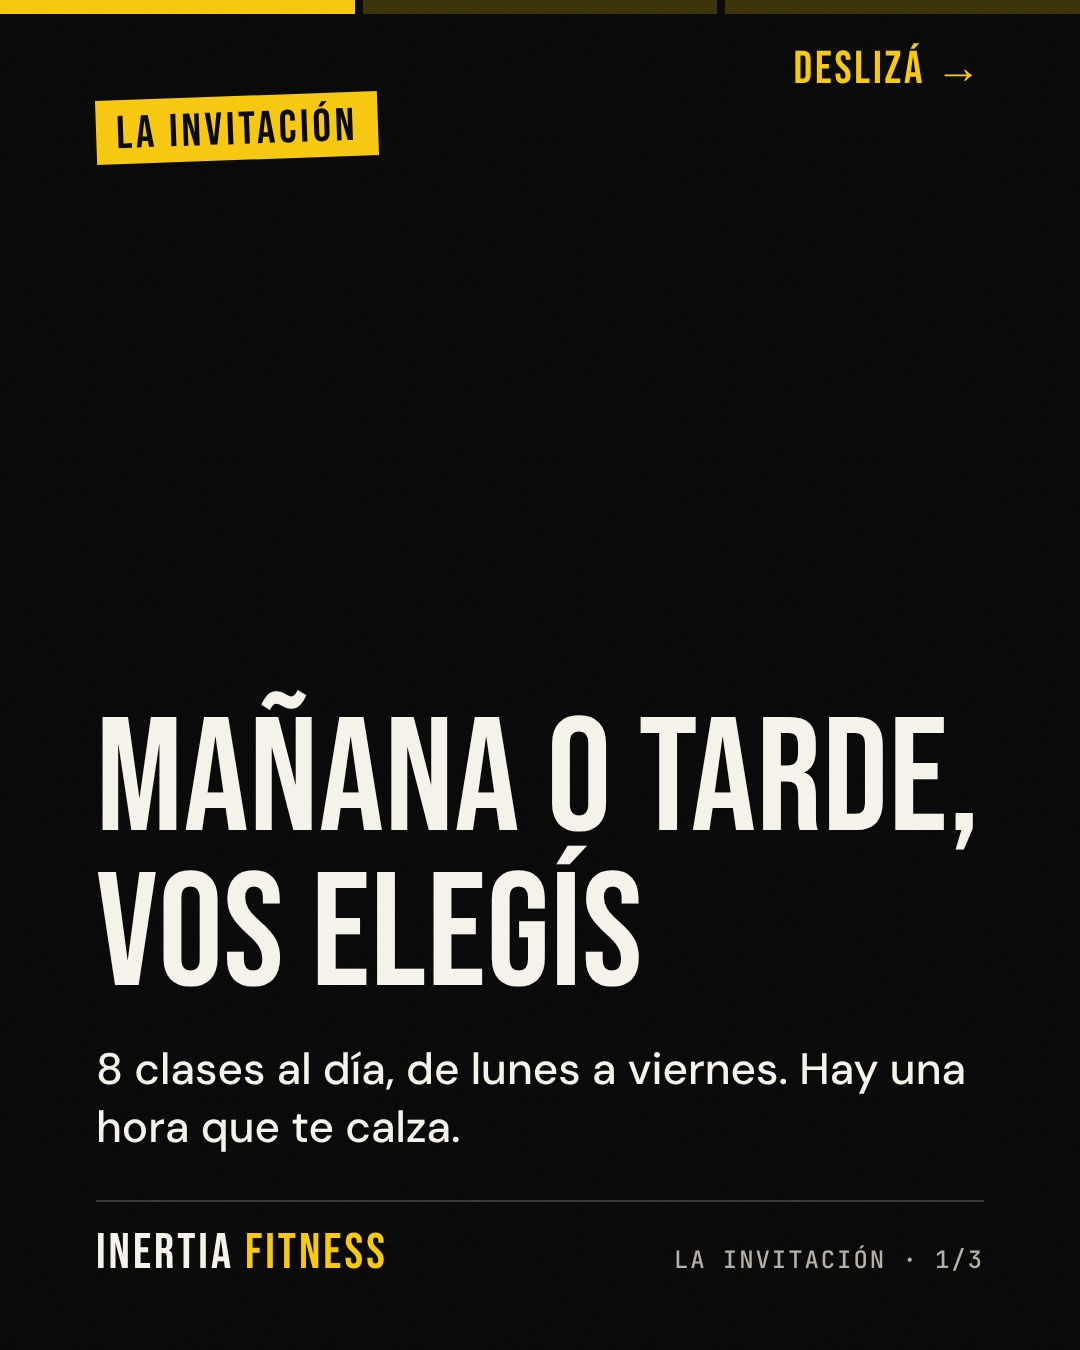 DESLIZÁ →
LA INVITACIÓN
MAÑANA O TARDE,
VOS ELEGÍS
8 clases al día, de lunes a viernes. Hay una
hora que te calza.
INERTIA FITNESS
LA INVITACIÓN · 1/3